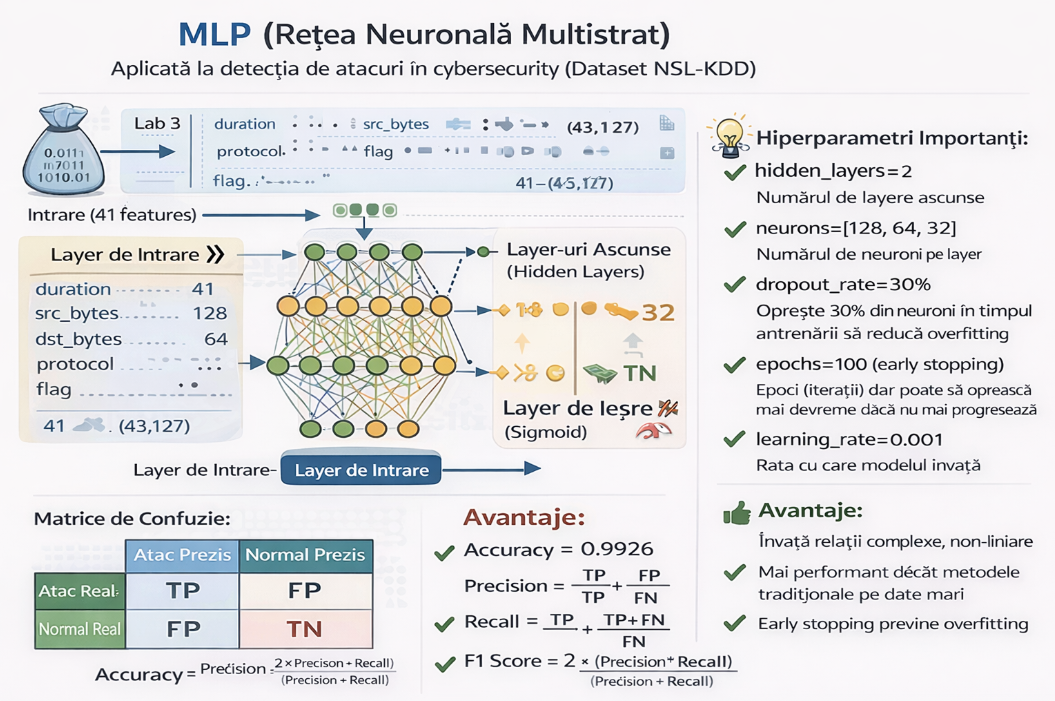 MLP (Rețea Neuronală Multistrat)
Aplicată la detecția de atacuri în cybersecurity (Dataset NSL-KDD)
Lab 3
duration
src_bytes
(43,127)
protocol.
flag
flag.
Intrare (41 features)
Layer de Intrare »
duration 41
src_bytes 128
dst_bytes 64
protocol
flag
41 (43,127)
Layer-uri Ascunse
(Hidden Layers)
32
TN
Layer de Ieșre
(Sigmoid)
Layer de Intrare-
Layer de Intrare
Hiperparametri Importanți:
hidden_layers=2
Numărul de layere ascunse
neurons=[128, 64, 32]
Numărul de neuroni pe layer
dropout_rate=30%
Oprește 30% din neuroni în timpul
antrenării să reducă overfitting
epochs=100 (early stopping)
Epoci (iterații) dar poate să oprească
mai devreme dăcă nu mai progresează
learning_rate=0.001
Rata cu care modelul invață
Avantaje:
Învață relații complexe, non-liniare
Mai performant décât metodele
tradiționale pe date mari
Early stopping previne overfitting
Matrice de Confuzie:
Atac Prezis Normal Prezis
Atac Real: TP FP
Normal Real FP TN
Accuracy = Precision = 2×Precison + Recall) / (Precision + Recall)
Avantaje:
Accuracy = 0.9926
Precision = TP/TP + FP/FN
Recall = TP + TP+FN/FN
F1 Score = 2 × (Precision+ Recall) / (Precision + Recall)